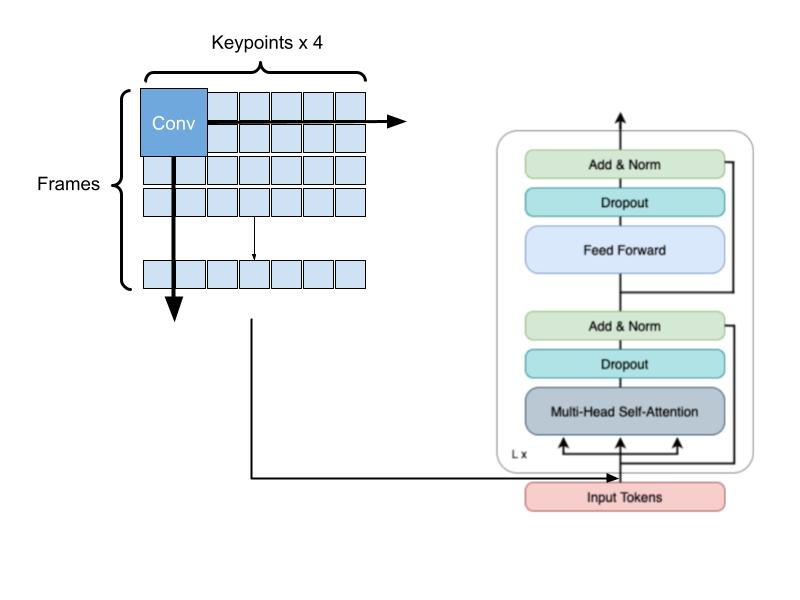 Keypoints x 4
Conv
Frames
Add & Norm
Dropout
Feed Forward
Add & Norm
Dropout
Multi-Head Self-Attention
L x
Input Tokens